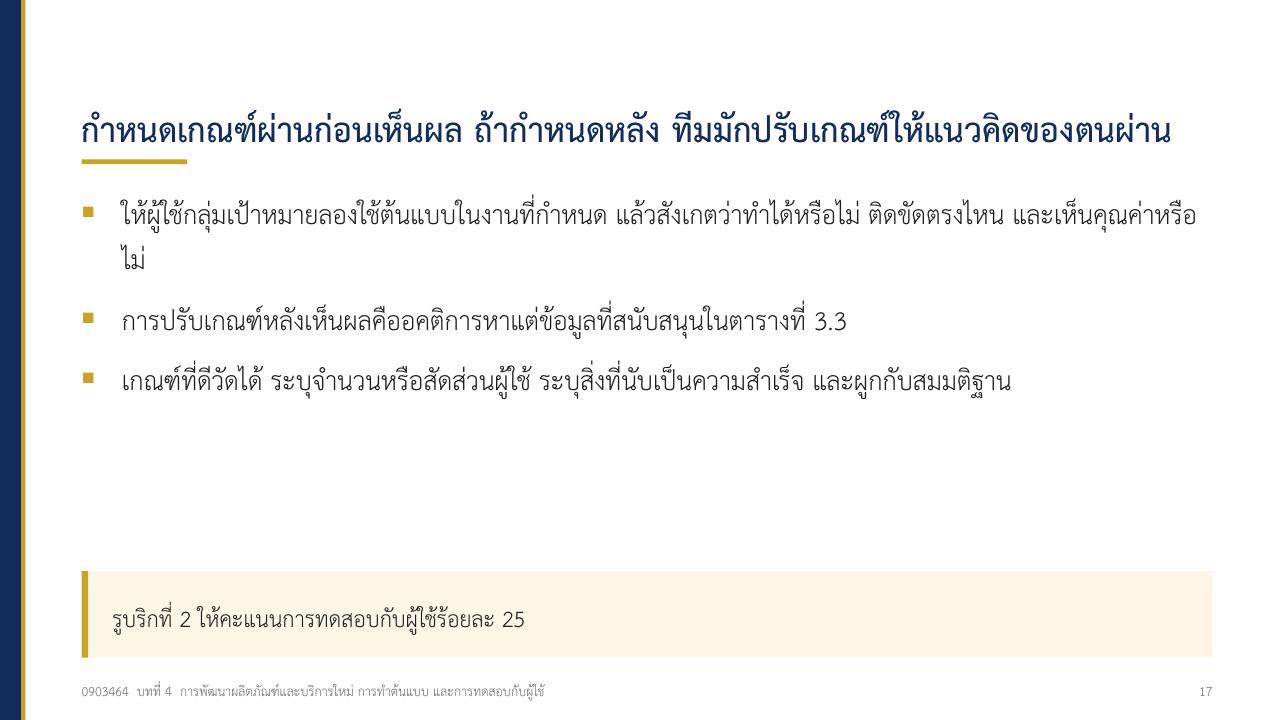 กำหนดเกณฑ์ผ่านก่อนเห็นผล ถ้ากำหนดหลัง ทีมมักปรับเกณฑ์ให้แนวคิดของตนผ่าน
ให้ผู้ใช้กลุ่มเป้าหมายลองใช้ต้นแบบในงานที่กำหนด แล้วสังเกตว่าทำได้หรือไม่ ติดขัดตรงไหน และเห็นคุณค่าหรือ
ไม่
การปรับเกณฑ์หลังเห็นผลคืออคติการหาแต่ข้อมูลที่สนับสนุนในตารางที่ 3.3
เกณฑ์ที่ดีวัดได้ ระบุจำนวนหรือสัดส่วนผู้ใช้ ระบุสิ่งที่นับเป็นความสำเร็จ และผูกกับสมมติฐาน
รูบริกที่ 2 ให้คะแนนการทดสอบกับผู้ใช้ร้อยละ 25
0903464 บทที่ 4 การพัฒนาผลิตภัณฑ์และบริการใหม่ การทำต้นแบบ และการทดสอบกับผู้ใช้
17